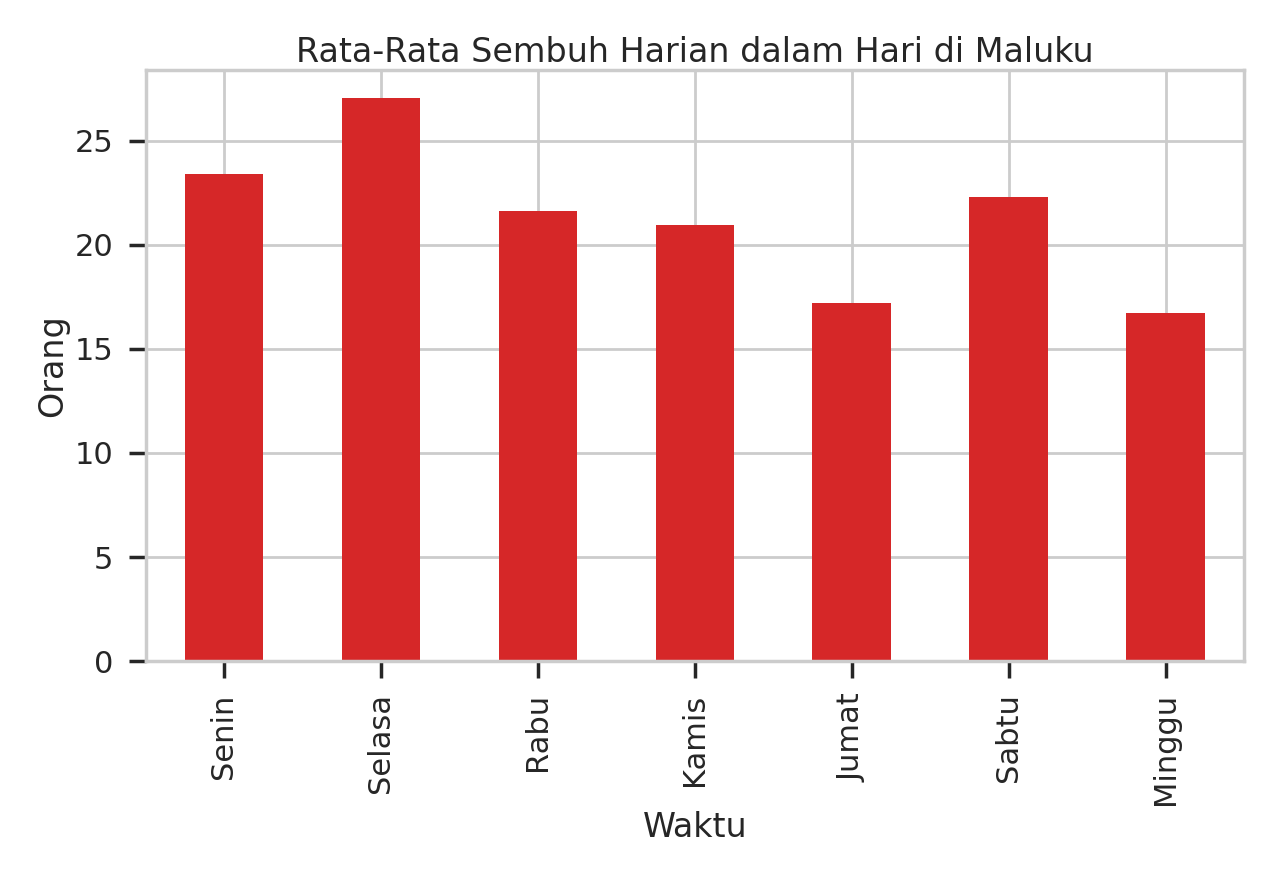 Rata-Rata Sembuh Harian dalam Hari di Maluku
Orang
25
20
15
10
5
0
Senin
Selasa
Rabu
Kamis
Jumat
Sabtu
Minggu
Waktu